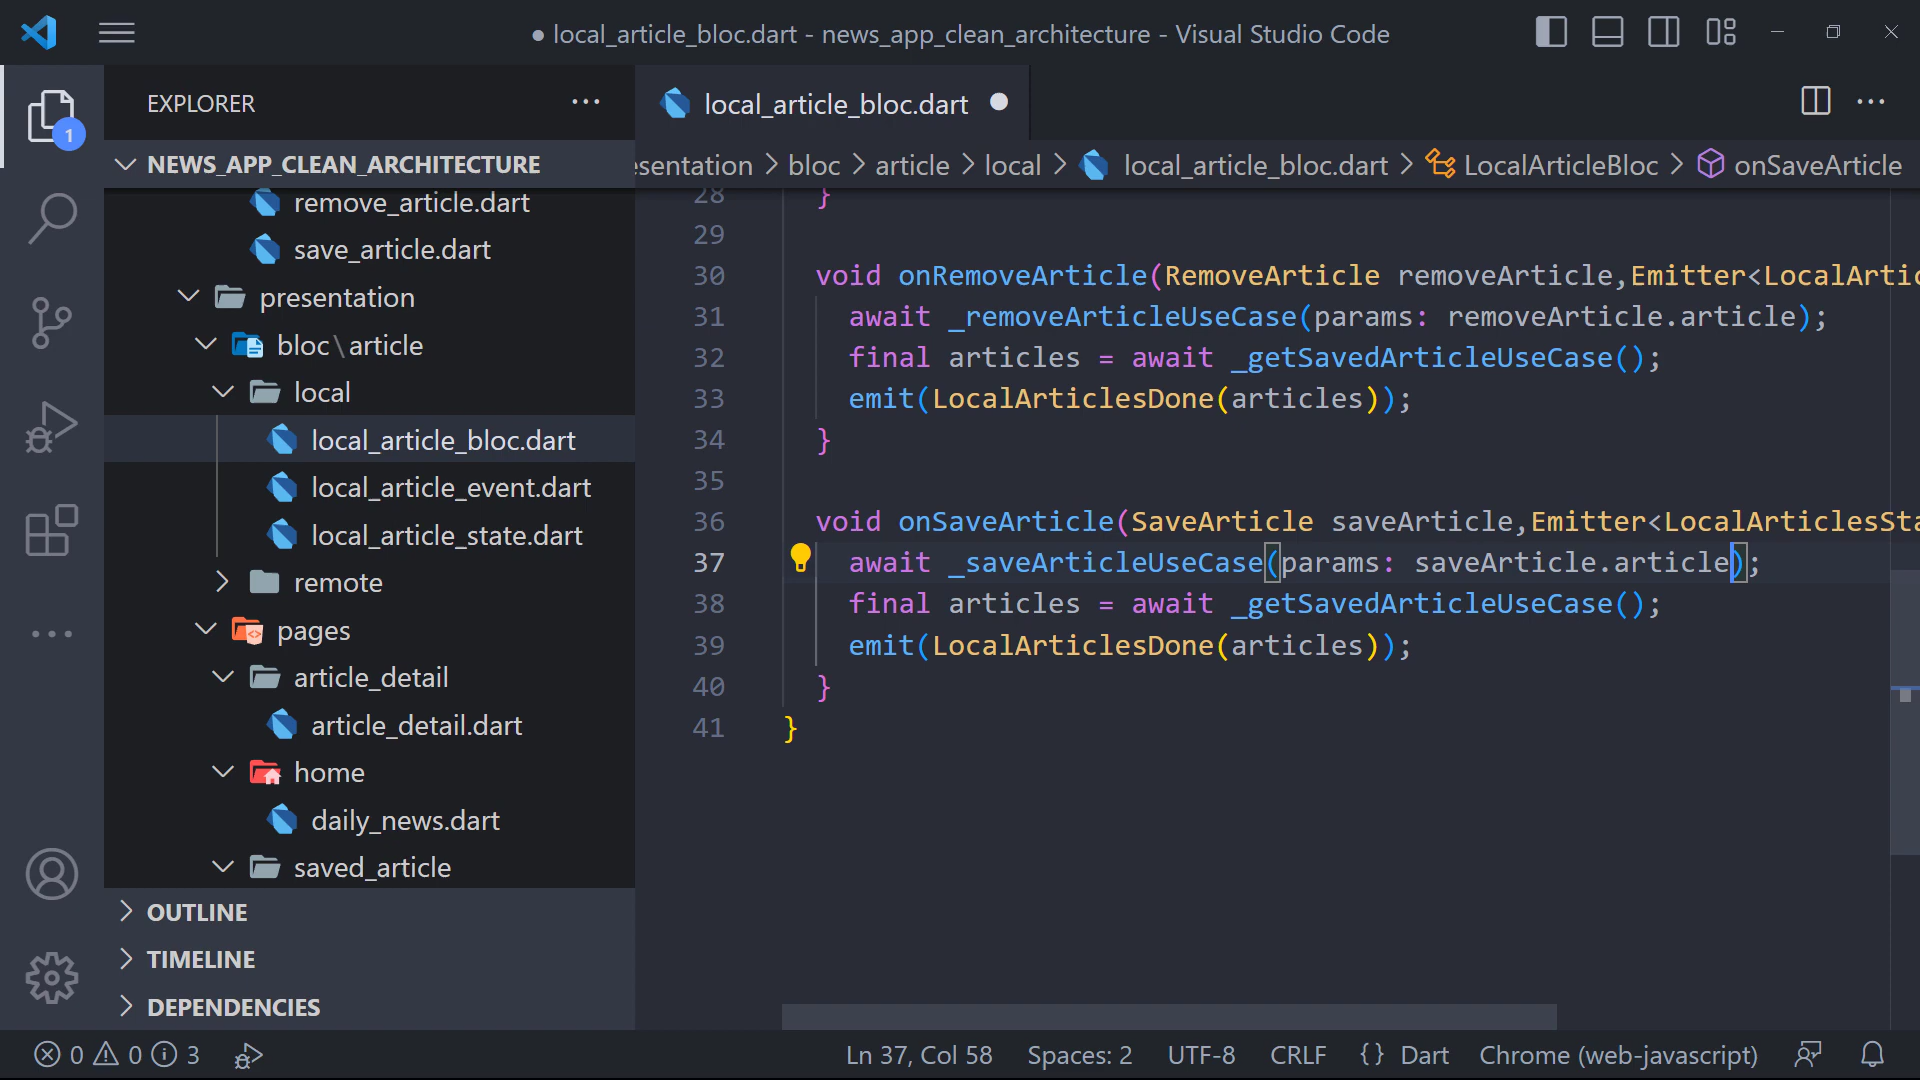 ● local_article_bloc.dart - news_app_clean_architecture - Visual Studio Code
EXPLORER
NEWS_APP_CLEAN_ARCHITECTURE
remove_article.dart
save_article.dart
presentation
bloc\article
local
local_article_bloc.dart
local_article_event.dart
local_article_state.dart
remote
pages
article_detail
article_detail.dart
home
daily_news.dart
saved_article
OUTLINE
TIMELINE
DEPENDENCIES
1
local_article_bloc.dart
esentation > bloc > article > local > local_article_bloc.dart > LocalArticleBloc > onSaveArticle
28 }
29
30 void onRemoveArticle(RemoveArticle removeArticle,Emitter<LocalArtic
31 await _removeArticleUseCase(params: removeArticle.article);
32 final articles = await _getSavedArticleUseCase();
33 emit(LocalArticlesDone(articles));
34 }
35
36 void onSaveArticle(SaveArticle saveArticle,Emitter<LocalArticlesSta
37 await _saveArticleUseCase(params: saveArticle.article);
38 final articles = await _getSavedArticleUseCase();
39 emit(LocalArticlesDone(articles));
40 }
41 }
0 0 3 Ln 37, Col 58 Spaces: 2 UTF-8 CRLF {} Dart Chrome (web-javascript)